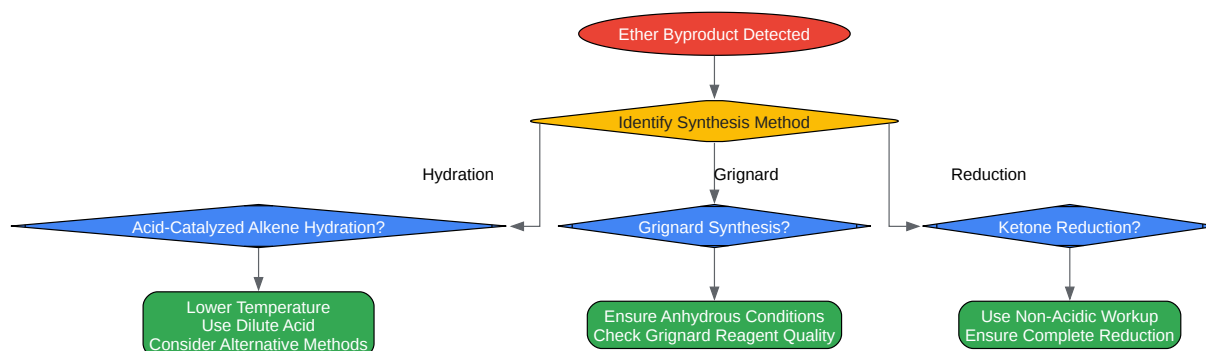 Ether Byproduct Detected
Identify Synthesis Method
Hydration
Grignard
Reduction
Acid-Catalyzed Alkene Hydration?
Grignard Synthesis?
Ketone Reduction?
Lower Temperature
Use Dilute Acid
Consider Alternative Methods
Ensure Anhydrous Conditions
Check Grignard Reagent Quality
Use Non-Acidic Workup
Ensure Complete Reduction